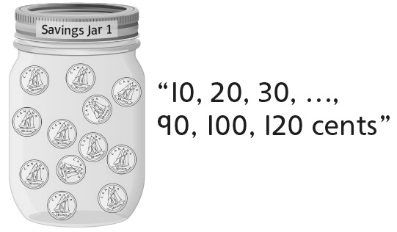 Savings Jar 1
“10, 20, 30, ...,
90, 100, 120 cents”